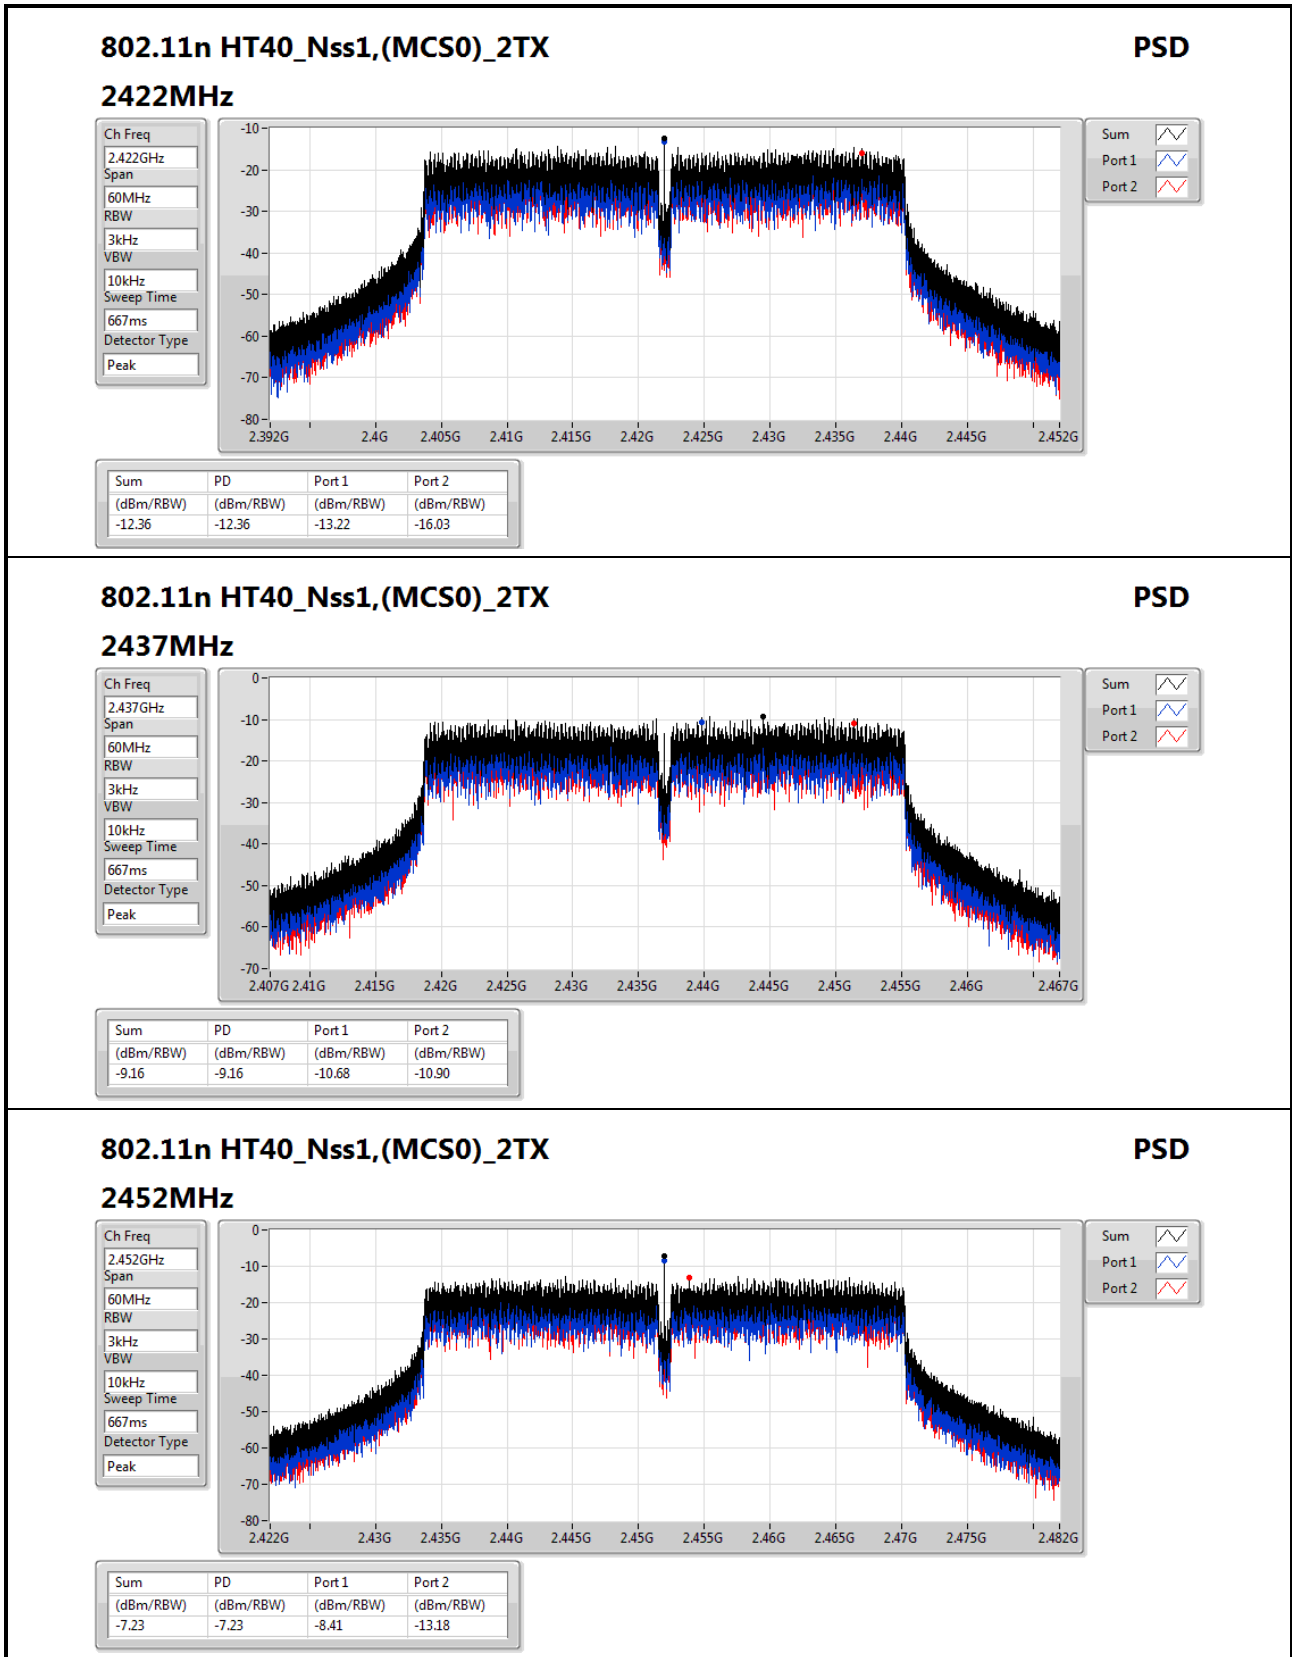 802.11n HT40_Nss1,(MCS0)_2TX PSD
2422MHz
Ch Freq
2.422GHz
Span
60MHz
RBW
3kHz
VBW
10kHz
Sweep Time
667ms
Detector Type
Peak
-10
-20
-30
-40
-50
-60
-70
-80
2.392G 2.4G 2.405G 2.41G 2.415G 2.42G 2.425G 2.43G 2.435G 2.44G 2.445G 2.452G
Sum
Port 1
Port 2
Sum PD Port 1 Port 2
(dBm/RBW) (dBm/RBW) (dBm/RBW) (dBm/RBW)
-12.36 -12.36 -13.22 -16.03
802.11n HT40_Nss1,(MCS0)_2TX PSD
2437MHz
Ch Freq
2.437GHz
Span
60MHz
RBW
3kHz
VBW
10kHz
Sweep Time
667ms
Detector Type
Peak
0
-10
-20
-30
-40
-50
-60
-70
2.407G 2.41G 2.415G 2.42G 2.425G 2.43G 2.435G 2.44G 2.445G 2.45G 2.455G 2.46G 2.467G
Sum
Port 1
Port 2
Sum PD Port 1 Port 2
(dBm/RBW) (dBm/RBW) (dBm/RBW) (dBm/RBW)
-9.16 -9.16 -10.68 -10.90
802.11n HT40_Nss1,(MCS0)_2TX PSD
2452MHz
Ch Freq
2.452GHz
Span
60MHz
RBW
3kHz
VBW
10kHz
Sweep Time
667ms
Detector Type
Peak
0
-10
-20
-30
-40
-50
-60
-70
-80
2.422G 2.43G 2.435G 2.44G 2.445G 2.45G 2.455G 2.46G 2.465G 2.47G 2.475G 2.482G
Sum
Port 1
Port 2
Sum PD Port 1 Port 2
(dBm/RBW) (dBm/RBW) (dBm/RBW) (dBm/RBW)
-7.23 -7.23 -8.41 -13.18